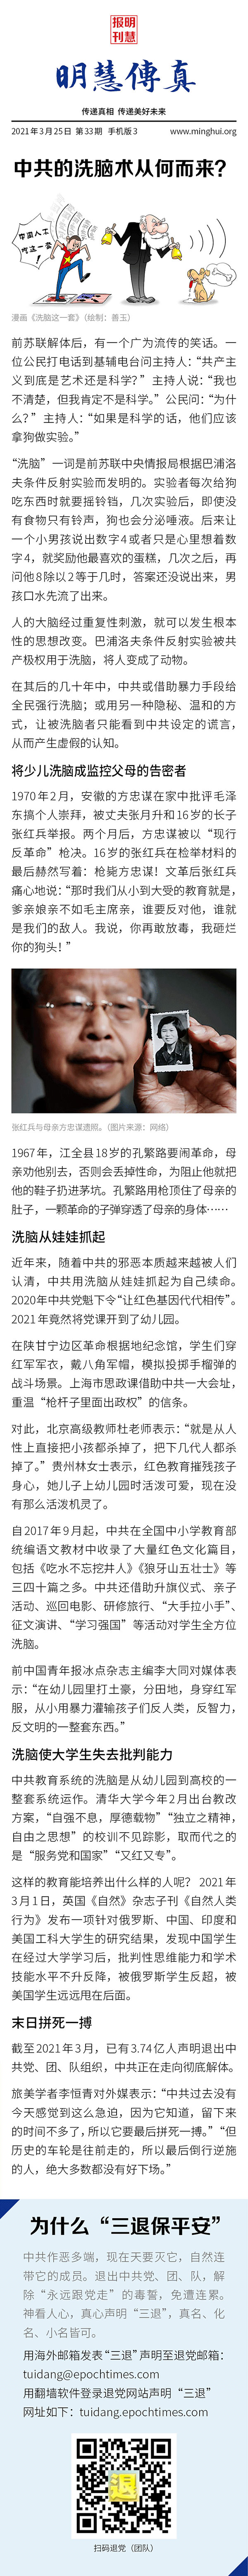 明慧
报刊
明慧傳真
传递真相 传递美好未来
2021年3月25日 第33期 手机版3 www.minghui.org
中共的洗脑术从何而来？
漫画《洗脑这一套》（绘制：善玉）
前苏联解体后，有一个广为流传的笑话。一
位公民打电话到基辅电台问主持人：“共产主
义到底是艺术还是科学？”主持人说：“我也
不清楚，但我肯定不是科学。”公民问：“为什
么？”主持人：“如果是科学的话，他们应该
拿狗做实验。”
“洗脑”一词是前苏联中央情报局根据巴浦洛
夫条件反射实验而发明的。实验者每次给狗
吃东西时就要摇铃铛，几次实验后，即使没
有食物只有铃声，狗也会分泌唾液。后来让
一个小男孩说出数字4或者只是心里想着数
字4，就奖励他最喜欢的蛋糕，几次之后，再
问他8除以2等于几时，答案还没说出来，男
孩口水先流了出来。
人的大脑经过重复性刺激，就可以发生根本
性的思想改变。巴浦洛夫条件反射实验被共
产极权用于洗脑，将人变成了动物。
在其后的几十年中，中共或借助暴力手段给
全民强行洗脑；或用另一种隐秘、温和的方
式，让被洗脑者只能看到中共设定的谎言，
从而产生虚假的认知。
将少儿洗脑成监控父母的告密者
1970年2月，安徽的方忠谋在家中批评毛泽
东搞个人崇拜，被丈夫张月升和16岁的长子
张红兵举报。两个月后，方忠谋被以“现行
反革命”枪决。16岁的张红兵在检举材料的
最后赫然写着：枪毙方忠谋！文革后张红兵
痛心地说：“那时我们从小到大受的教育就是，
爹亲娘亲不如毛主席亲，谁要反对他，谁就
是我们的敌人。我说，你再敢放毒，我砸烂
你的狗头！”
张红兵与母亲方忠谋遗照。（图片来源：网络）
1967年，江全县18岁的孔繁路要闹革命，母
亲劝他别去，否则会丢掉性命，为阻止他就把
他的鞋子扔进茅坑。孔繁路用枪顶住了母亲的
肚子，一颗革命的子弹穿透了母亲的身体……
洗脑从娃娃抓起
近年来，随着中共的邪恶本质越来越被人们
认清，中共用洗脑从娃娃抓起为自己续命。
2020年中共党魁下令“让红色基因代代相传”。
2021年竟然将党课开到了幼儿园。
在陕甘宁边区革命根据地纪念馆，学生们穿
红军军衣，戴八角军帽，模拟投掷手榴弹的
战斗场景。上海市思政课借助中共一大会址，
重温“枪杆子里面出政权”的信条。
对此，北京高级教师杜老师表示：“就是从人
性上直接把小孩都杀掉了，把下几代人都杀
掉了。”贵州林女士表示，红色教育摧残孩子
身心，她儿子上幼儿园时活泼可爱，现在没
有那么活泼机灵了。
自2017年9月起，中共在全国中小学教育部
统编语文教材中收录了大量红色文化篇目，
包括《吃水不忘挖井人》《狼牙山五壮士》等
三四十篇之多。中共还借助升旗仪式、亲子
活动、巡回电影、研修旅行、“大手拉小手”、
征文演讲、“学习强国”等活动对学生全方位
洗脑。
前中国青年报冰点杂志主编李大同对媒体表
示：“在幼儿园里打土豪，分田地，身穿红军
服，从小用暴力灌输孩子们反人类，反智力，
反文明的一整套东西。”
洗脑使大学生失去批判能力
中共教育系统的洗脑是从幼儿园到高校的一
整套系统运作。清华大学今年2月出台教改
方案，“自强不息，厚德载物”“独立之精神，
自由之思想”的校训不见踪影，取而代之的
是“服务党和国家”“又红又专”。
这样的教育能培养出什么样的人呢？2021年
3月1日，英国《自然》杂志子刊《自然人类
行为》发布一项针对俄罗斯、中国、印度和
美国工科大学生的研究结果，发现中国学生
在经过大学学习后，批判性思维能力和学术
技能水平不升反降，被俄罗斯学生反超，被
美国学生远远甩在后面。
末日拼死一搏
截至2021年3月，已有3.74亿人声明退出中
共党、团、队组织，中共正在走向彻底解体。
旅美学者李恒青对外媒表示：“中共过去没有
今天感觉到这么急迫，因为它知道，留下来
的时间不多了，所以它要最后拼死一搏。”“但
历史的车轮是往前走的，所以最后倒行逆施
的人，绝大多数都没有好下场。”
为什么“三退保平安”
中共作恶多端，现在天要灭它，自然连
带它的成员。退出中共党、团、队，解
除“永远跟党走”的毒誓，免遭连累。
神看人心，真心声明“三退”，真名、化
名、小名皆可。
用海外邮箱发表“三退”声明至退党邮箱：
tuidang@epochtimes.com
用翻墙软件登录退党网站声明“三退”
网址如下：tuidang.epochtimes.com
退
扫码退党（团队）